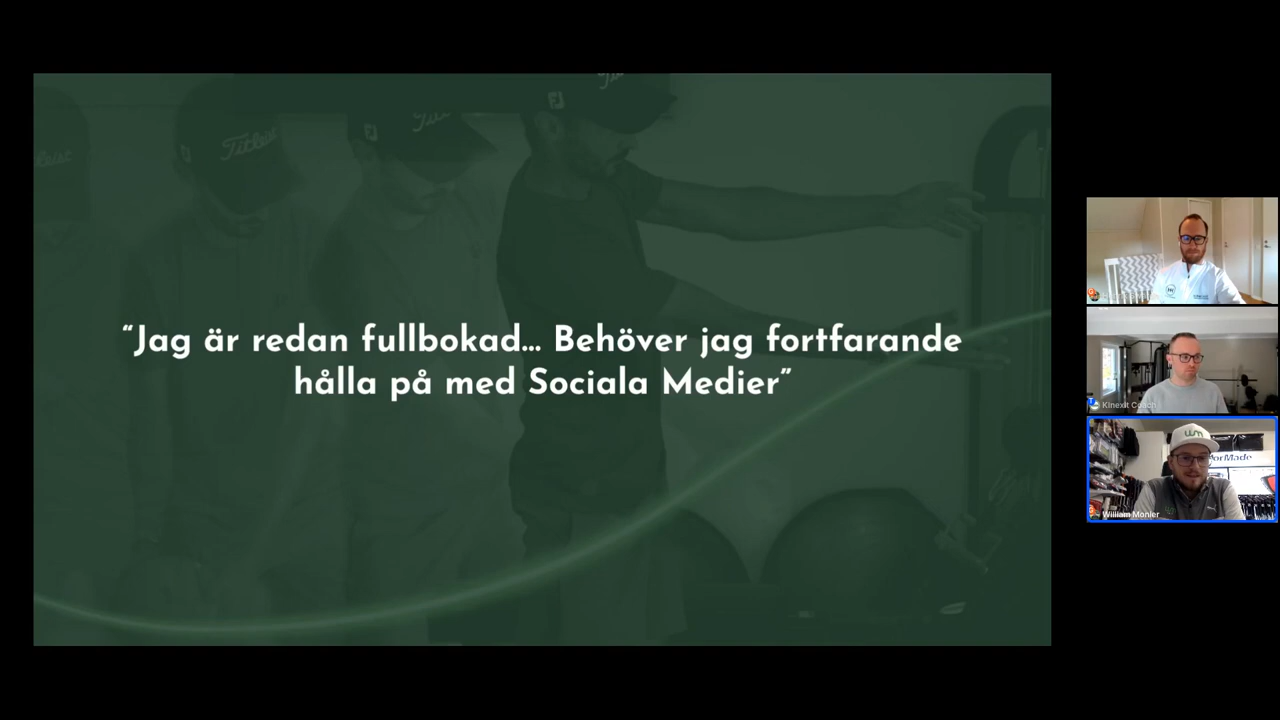 Titleist
“Jag är redan fullbokad... Behöver jag fortfarande
hålla på med Sociala Medier”
Kinexit Coach
William Monier